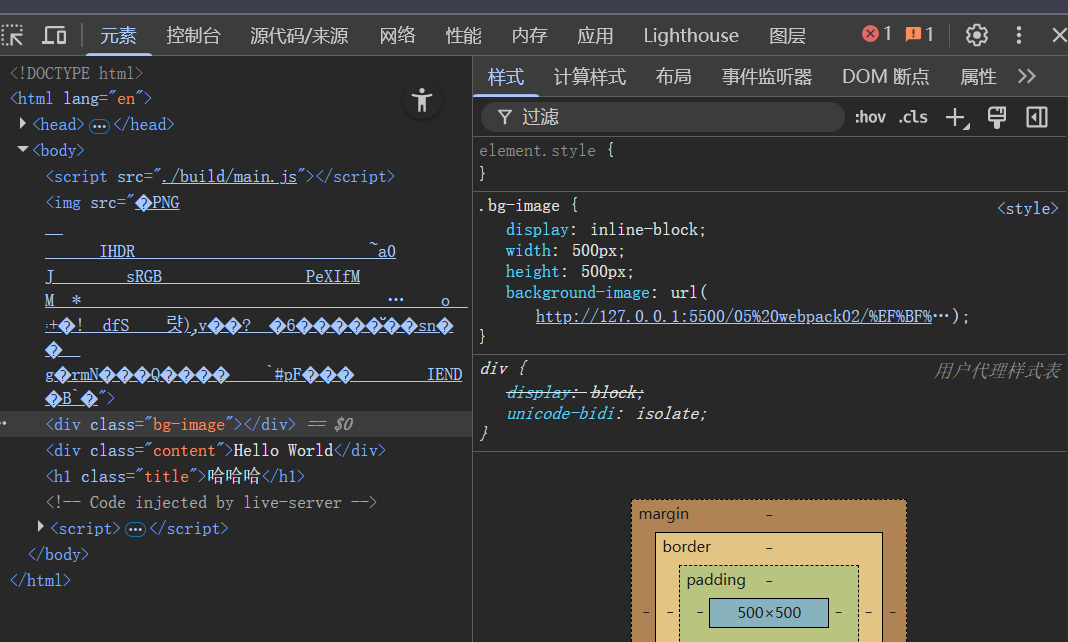 元素 控制台 源代码/来源 网络 性能 内存 应用 Lighthouse 图层 1 1
<!DOCTYPE html>
<html lang="en">
<head> ⋯ </head>
<body>
<script src="./build/main.js"></script>
<img src="�PNG
IHDR ~a0
J sRGB PeXIfM
M * ⋯ o
+�! dfS ),v��? �6�����
��sn�
�
g�rmN���Q���� `#pF��� IEND
�B`�">
<div class="bg-image"></div> == $0
<div class="content">Hello World</div>
<h1 class="title">哈哈哈</h1>
<!-- Code injected by live-server -->
<script> ⋯ </script>
</body>
</html>
样式 计算样式 布局 事件监听器 DOM 断点 属性
过滤 :hov .cls
element.style {
}
.bg-image { <style>
display: inline-block;
width: 500px;
height: 500px;
background-image: url(
http://127.0.0.1:5500/05%20webpack02/%EF%BF%⋯);
}
div { 用户代理样式表
display: block;
unicode-bidi: isolate;
}
margin -
border -
padding -
- - - 500×500 - - -